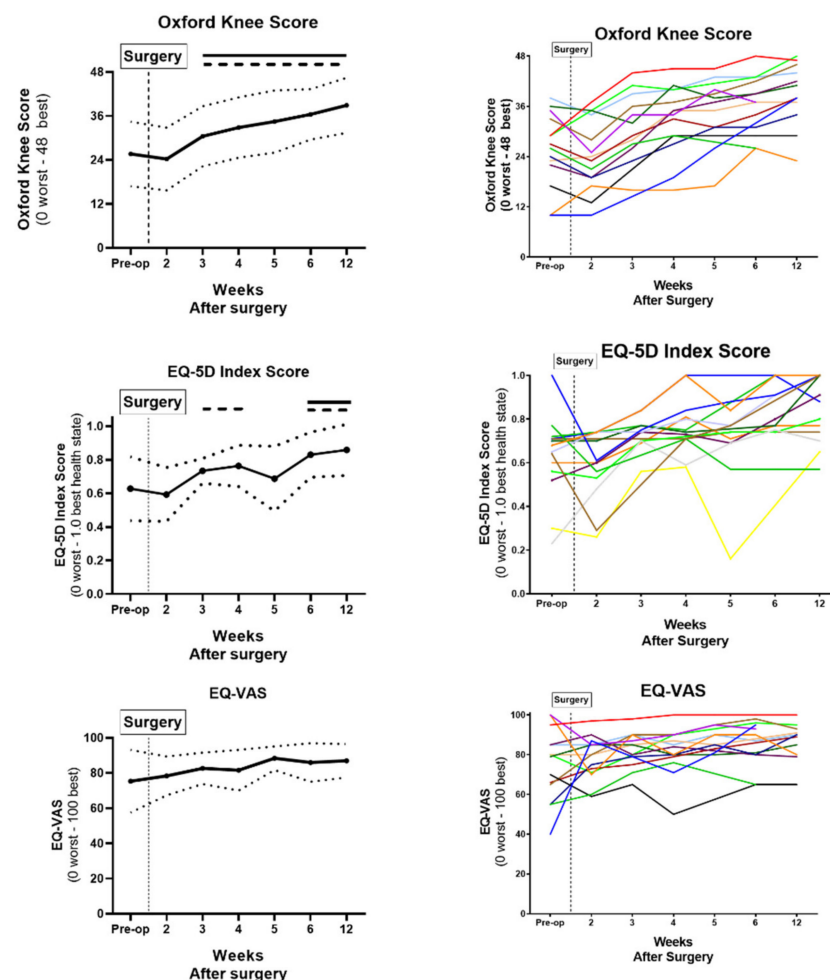 Oxford Knee Score
Surgery
Oxford Knee Score
(0 worst - 48 best)
48
36
24
12
0
Pre-op 2 3 4 5 6 12
Weeks
After surgery
Oxford Knee Score
Surgery
Oxford Knee Score
(0 worst - 48 best)
48
36
24
12
0
Pre-op 2 3 4 5 6 12
Weeks
After Surgery
EQ-5D Index Score
Surgery
EQ-5D Index Score
(0 worst - 1.0 best health state)
1.0
0.8
0.6
0.4
0.2
0.0
Pre-op 2 3 4 5 6 12
Weeks
After surgery
EQ-5D Index Score
Surgery
EQ-5D Index Score
(0 worst - 1.0 best health state)
1.0
0.8
0.6
0.4
0.2
0.0
Pre-op 2 3 4 5 6 12
Weeks
After Surgery
EQ-VAS
Surgery
EQ-VAS
(0 worst - 100 best)
100
80
60
40
20
0
Pre-op 2 3 4 5 6 12
Weeks
After surgery
EQ-VAS
Surgery
EQ-VAS
(0 worst - 100 best)
100
80
60
40
20
0
Pre-op 2 3 4 5 6 12
Weeks
After Surgery